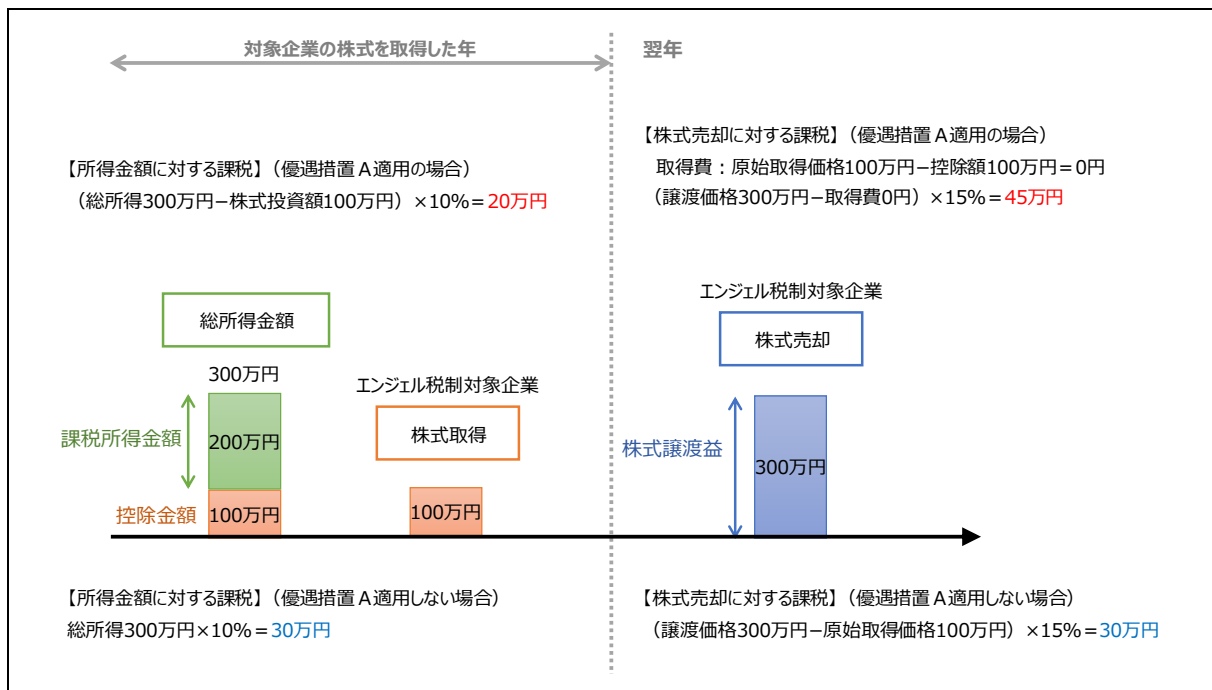 対象企業の株式を取得した年
翌年
【所得金額に対する課税】（優遇措置Ａ適用の場合）
（総所得300万円−株式投資額100万円）×10%＝20万円
【株式売却に対する課税】（優遇措置Ａ適用の場合）
取得費：原始取得価格100万円−控除額100万円＝0円
（譲渡価格300万円−取得費0円）×15%＝45万円
総所得金額
300万円
課税所得金額
200万円
控除金額
100万円
エンジェル税制対象企業
株式取得
100万円
エンジェル税制対象企業
株式売却
株式譲渡益
300万円
【所得金額に対する課税】（優遇措置Ａ適用しない場合）
総所得300万円×10%＝30万円
【株式売却に対する課税】（優遇措置Ａ適用しない場合）
（譲渡価格300万円−原始取得価格100万円）×15%＝30万円